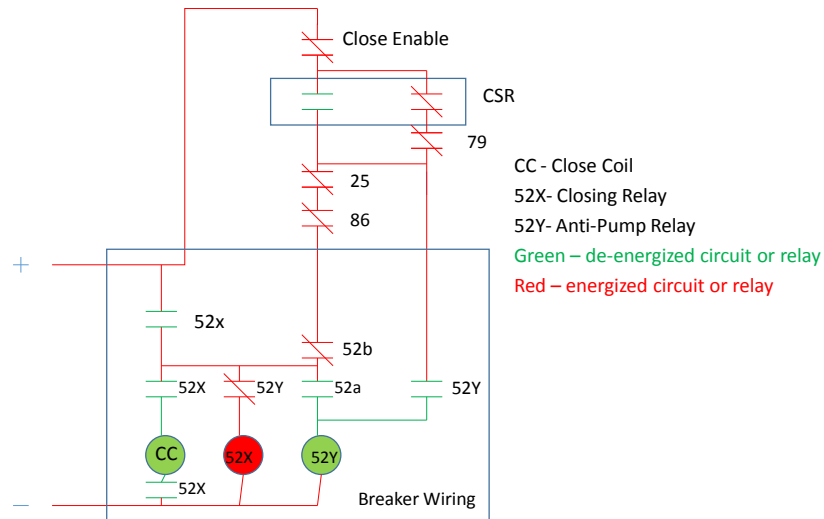 Close Enable
CSR
79
25
86
CC - Close Coil
52X- Closing Relay
52Y- Anti-Pump Relay
Green – de-energized circuit or relay
Red – energized circuit or relay
+
52x
52b
52X
52Y
52a
52Y
CC
52X
52Y
52X
Breaker Wiring
−